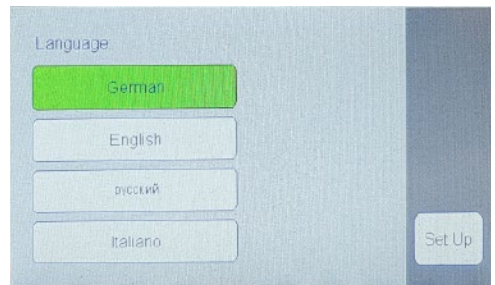 Language:
German
English
русский
Italiano
Set Up